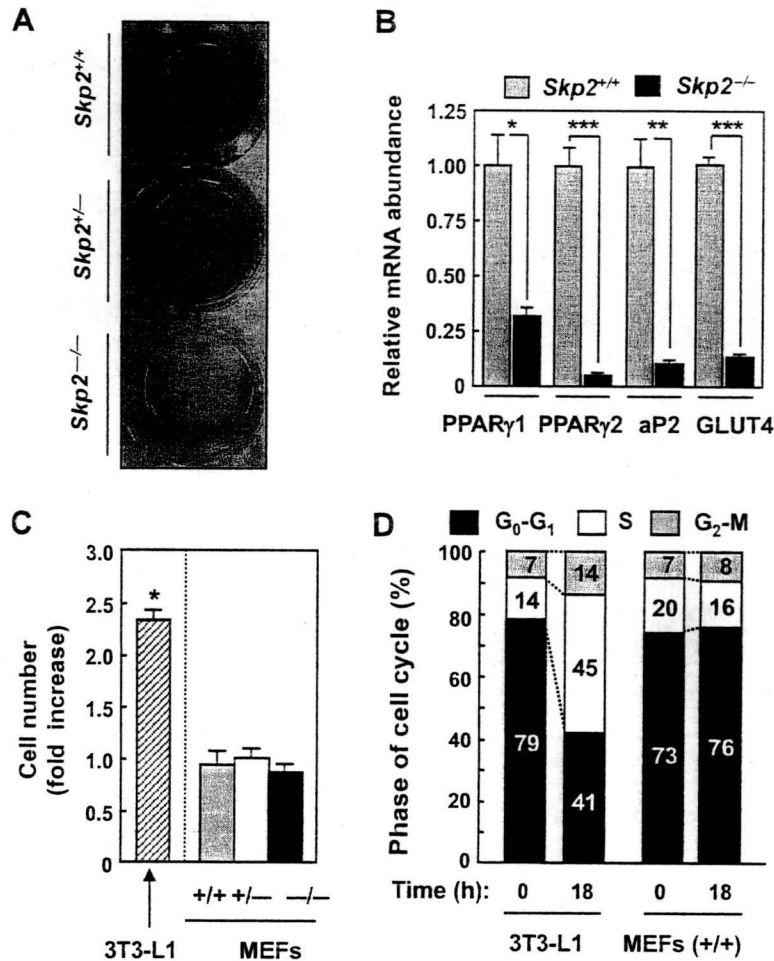 A
Skp2+/+
Skp2+/—
Skp2—/—
B
Skp2+/+ Skp2−/−
Relative mRNA abundance
1.25
1.00
0.75
0.50
0.25
0
* *** ** ***
PPARγ1 PPARγ2 aP2 GLUT4
C
Cell number
(fold increase)
3.0
2.5
2.0
1.5
1.0
0.5
0
*
+/+ +/— —/—
3T3-L1 MEFs
D
G0-G1 S G2-M
Phase of cell cycle (%)
100
80
60
40
20
0
7 14 7 8
14 45 20 16
79 41 73 76
Time (h): 0 18 0 18
3T3-L1 MEFs (+/+)